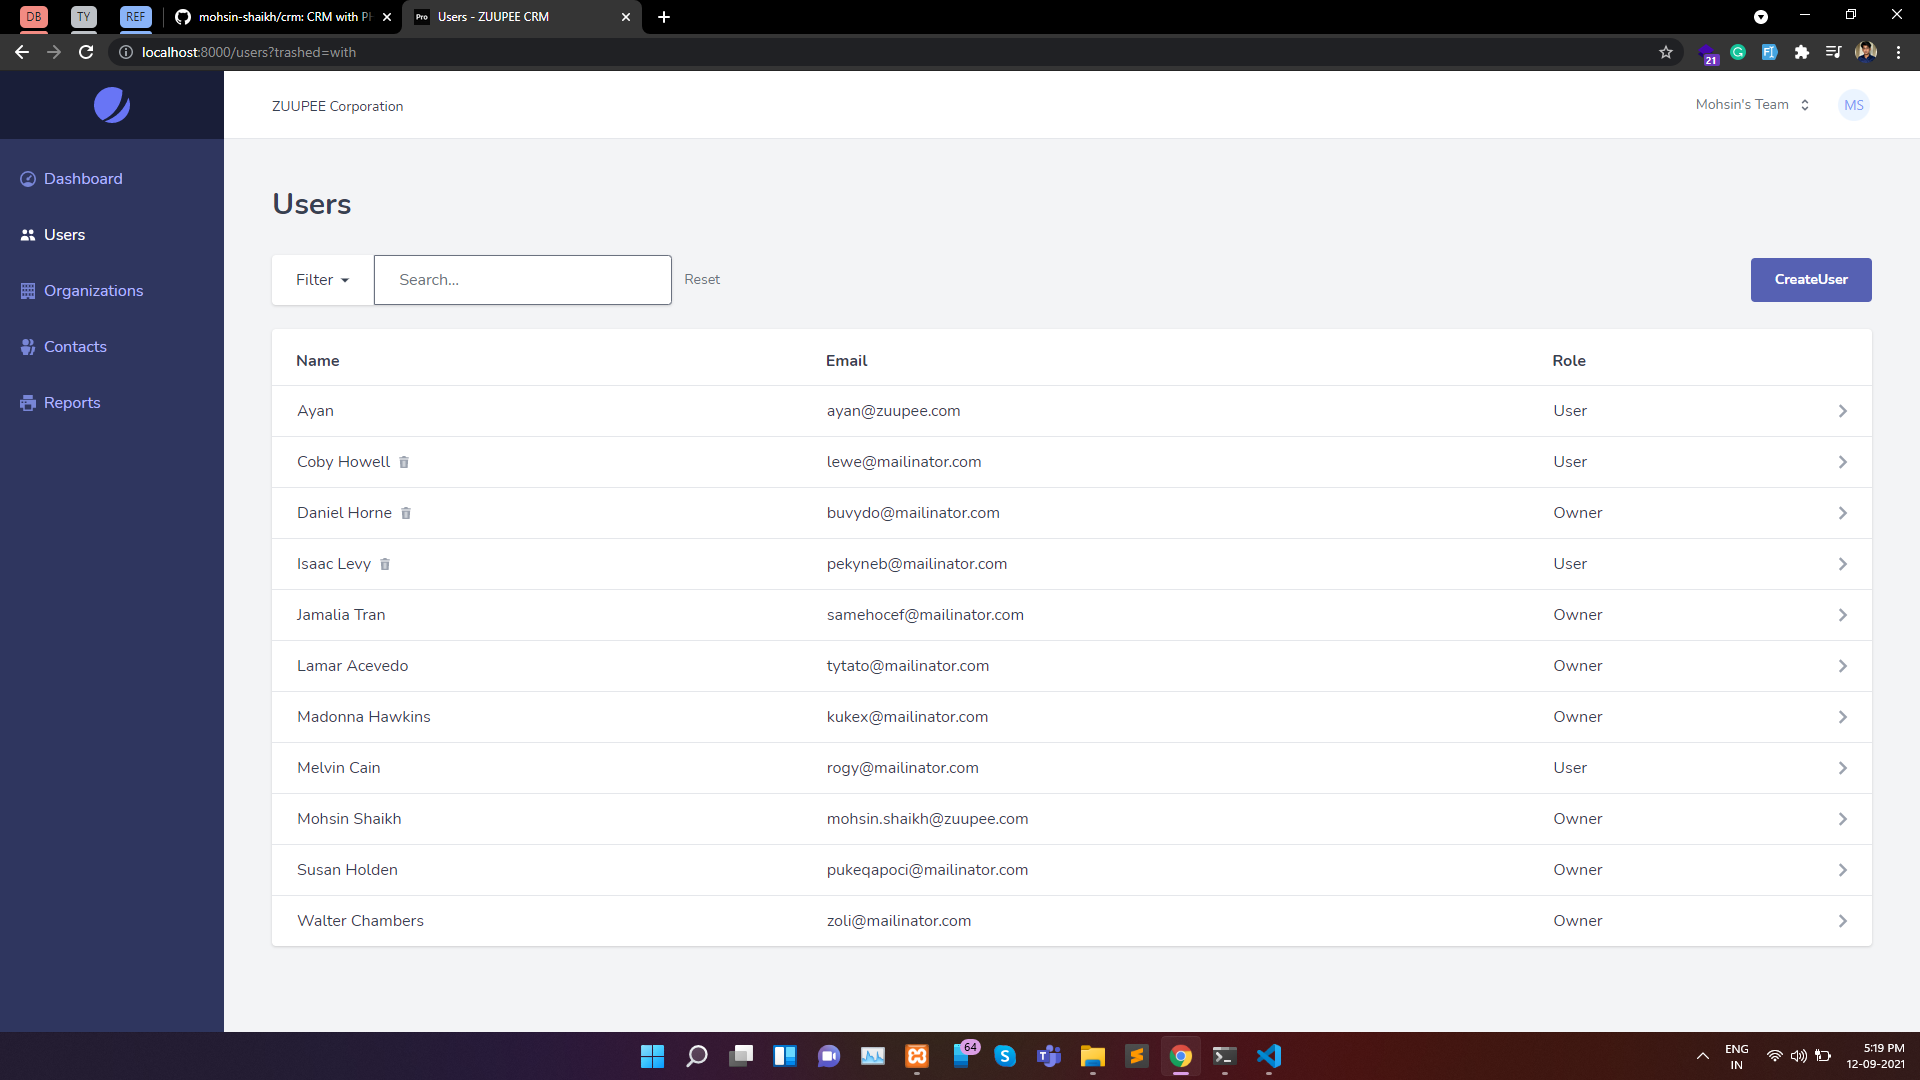 DB TY REF mohsin-shaikh/crm: CRM with PH Pro Users - ZUUPEE CRM
localhost:8000/users?trashed=with 21
ZUUPEE Corporation Mohsin's Team MS
Dashboard
Users
Organizations
Contacts
Reports
Users
Filter Search... Reset CreateUser
Name Email Role
Ayan ayan@zuupee.com User
Coby Howell lewe@mailinator.com User
Daniel Horne buvydo@mailinator.com Owner
Isaac Levy pekyneb@mailinator.com User
Jamalia Tran samehocef@mailinator.com Owner
Lamar Acevedo tytato@mailinator.com Owner
Madonna Hawkins kukex@mailinator.com Owner
Melvin Cain rogy@mailinator.com User
Mohsin Shaikh mohsin.shaikh@zuupee.com Owner
Susan Holden pukeqapoci@mailinator.com Owner
Walter Chambers zoli@mailinator.com Owner
64 ENG 5:19 PM
IN 12-09-2021